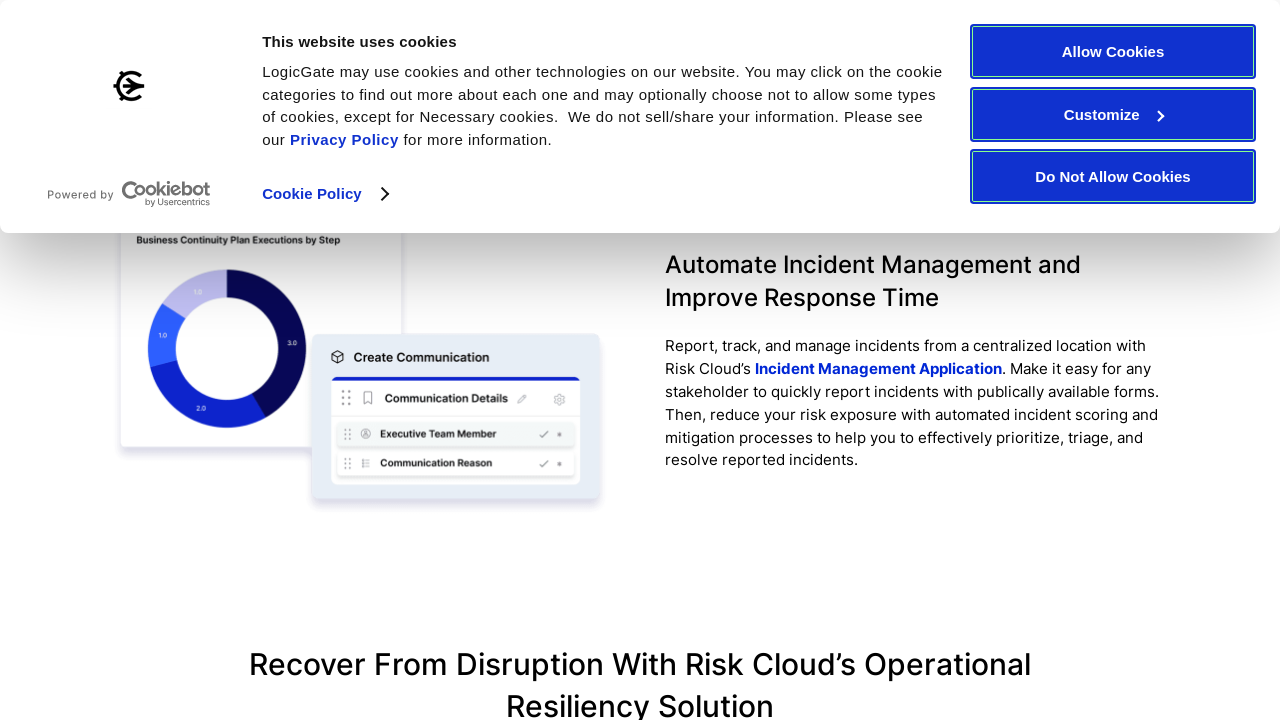 This website uses cookies
LogicGate may use cookies and other technologies on our website. You may click on the cookie
categories to find out more about each one and may optionally choose not to allow some types
of cookies, except for Necessary cookies.  We do not sell/share your information. Please see
our Privacy Policy for more information.
Cookie Policy
Powered by Cookiebot
by Usercentrics
Allow Cookies
Customize
Do Not Allow Cookies
Business Continuity Plan Executions by Step
1.0
1.0
3.0
2.0
Create Communication
Communication Details
Executive Team Member
Communication Reason
Automate Incident Management and
Improve Response Time
Report, track, and manage incidents from a centralized location with
Risk Cloud’s Incident Management Application. Make it easy for any
stakeholder to quickly report incidents with publically available forms.
Then, reduce your risk exposure with automated incident scoring and
mitigation processes to help you to effectively prioritize, triage, and
resolve reported incidents.
Recover From Disruption With Risk Cloud’s Operational
Resiliency Solution